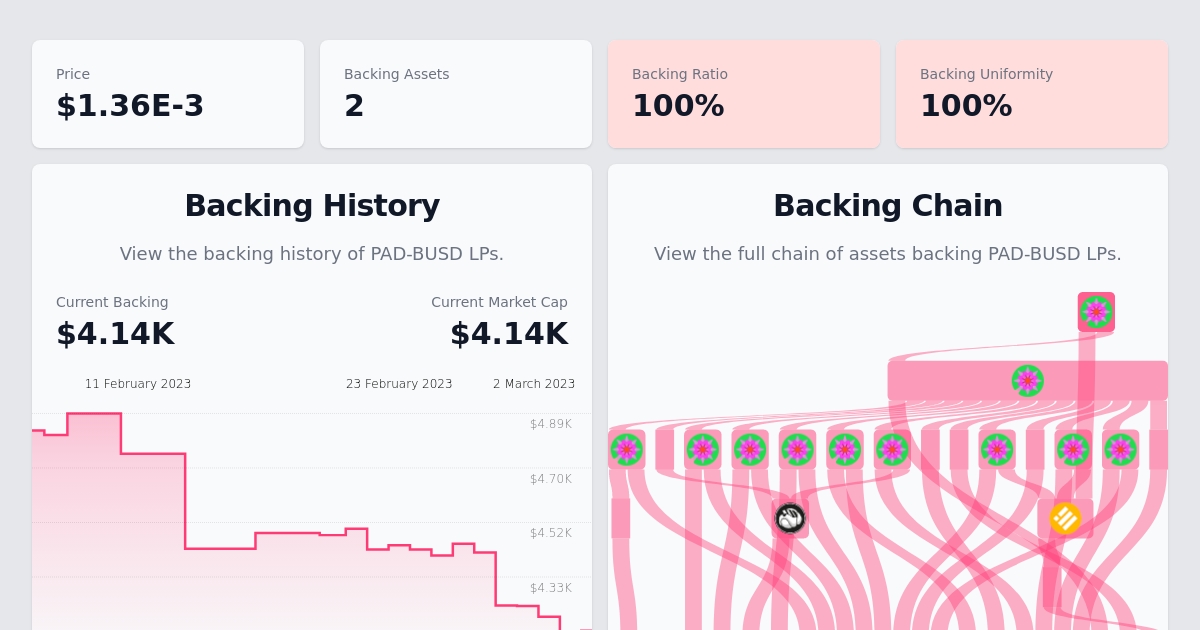 Price
$1.36E-3
Backing Assets
2
Backing Ratio
100%
Backing Uniformity
100%
Backing History
View the backing history of PAD-BUSD LPs.
Current Backing
$4.14K
Current Market Cap
$4.14K
11 February 2023
23 February 2023
2 March 2023
$4.89K
$4.70K
$4.52K
$4.33K
Backing Chain
View the full chain of assets backing PAD-BUSD LPs.